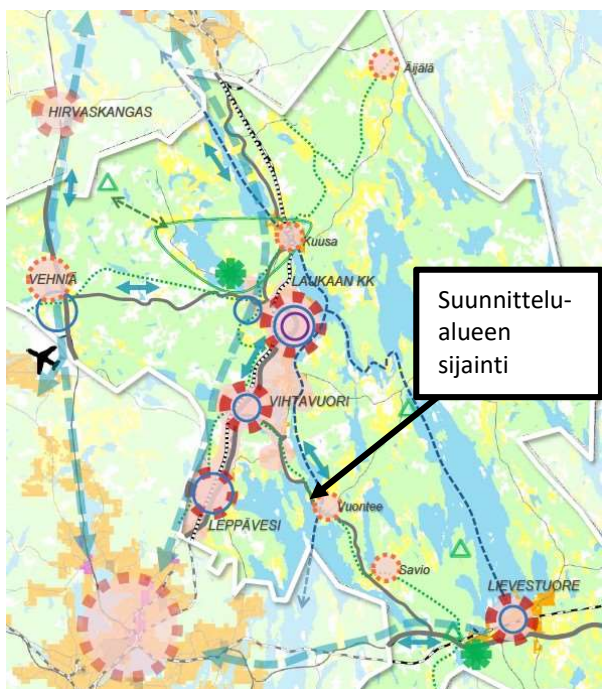 Äijälä
HIRVASKANGAS
Kuusa
VEHNIÄ
LAUKAAN KK
Suunnittelu-
alueen
sijainti
VIHTAVUORI
Vuontee
LEPPÄVESI
Savio
LIEVESTUORE